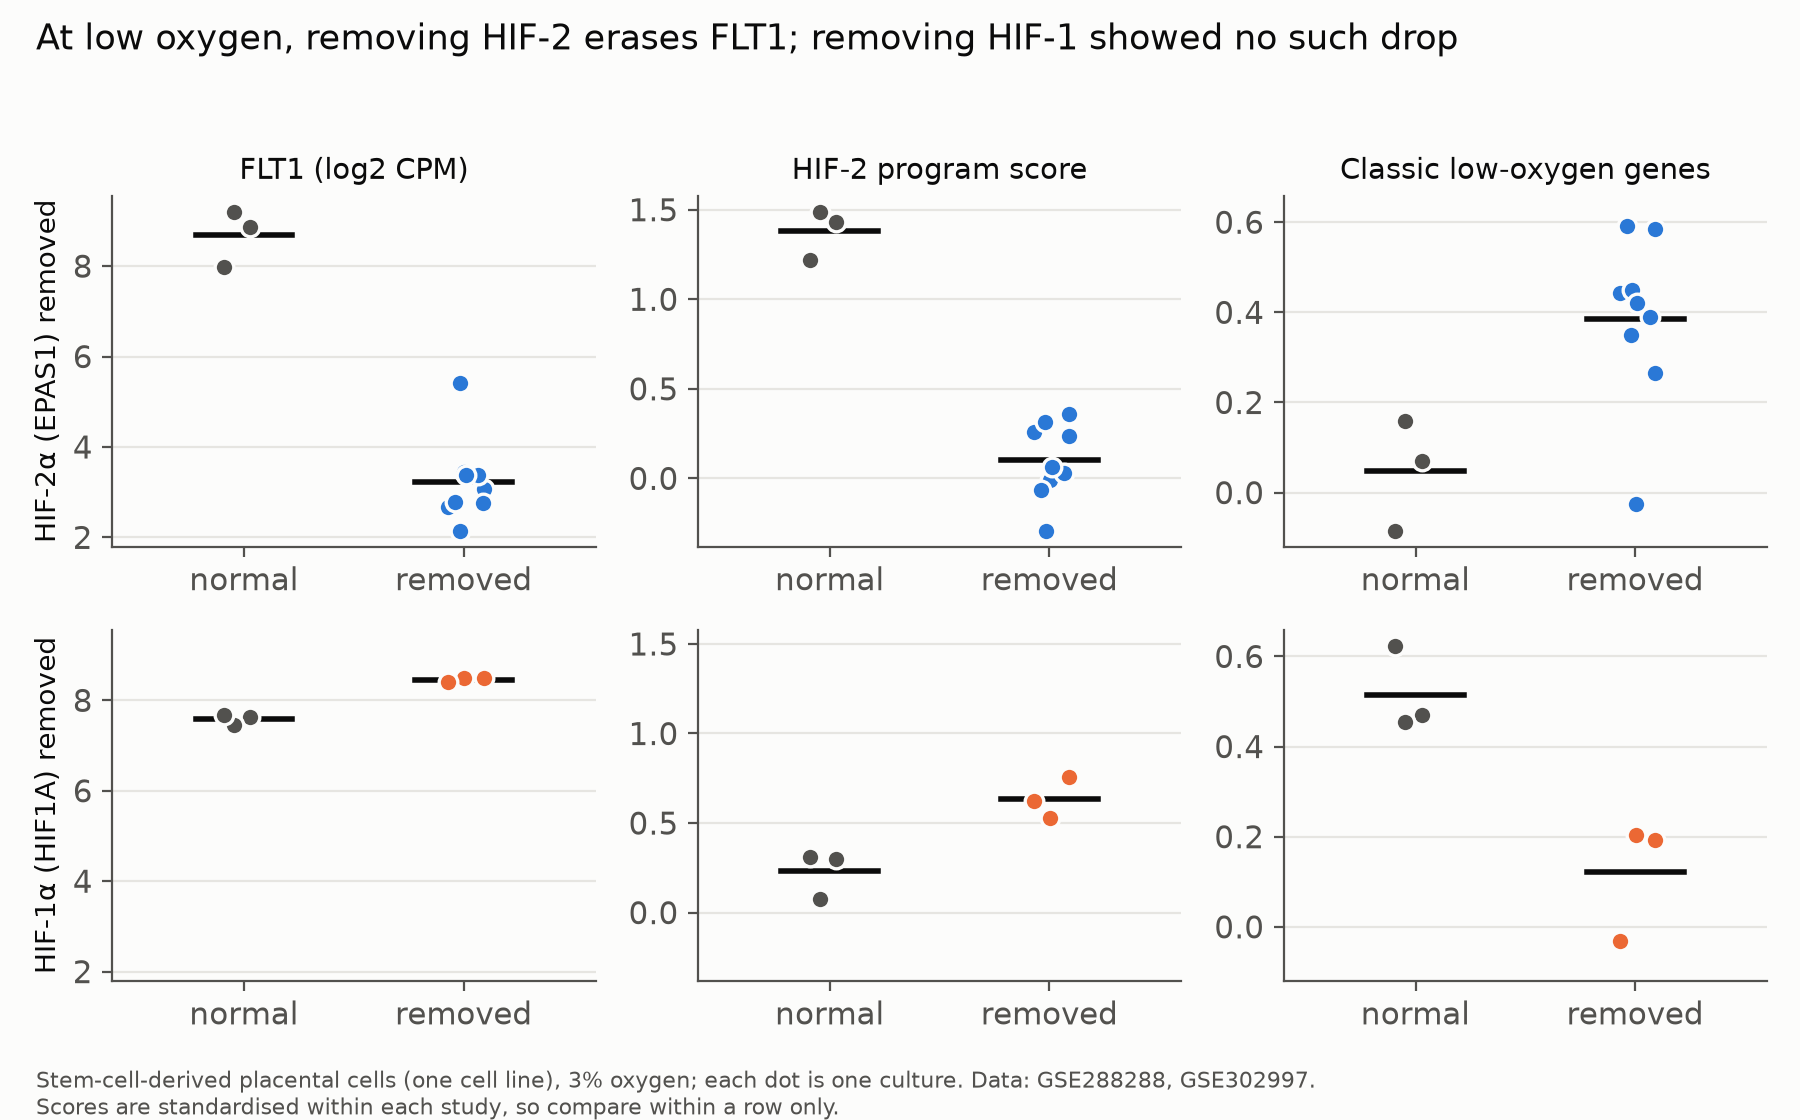 At low oxygen, removing HIF-2 erases FLT1; removing HIF-1 showed no such drop
FLT1 (log2 CPM)
HIF-2 program score
Classic low-oxygen genes
HIF-2α (EPAS1) removed
8
6
4
2
normal
removed
1.5
1.0
0.5
0.0
normal
removed
0.6
0.4
0.2
0.0
normal
removed
HIF-1α (HIF1A) removed
8
6
4
2
normal
removed
1.5
1.0
0.5
0.0
normal
removed
0.6
0.4
0.2
0.0
normal
removed
Stem-cell-derived placental cells (one cell line), 3% oxygen; each dot is one culture. Data: GSE288288, GSE302997.
Scores are standardised within each study, so compare within a row only.